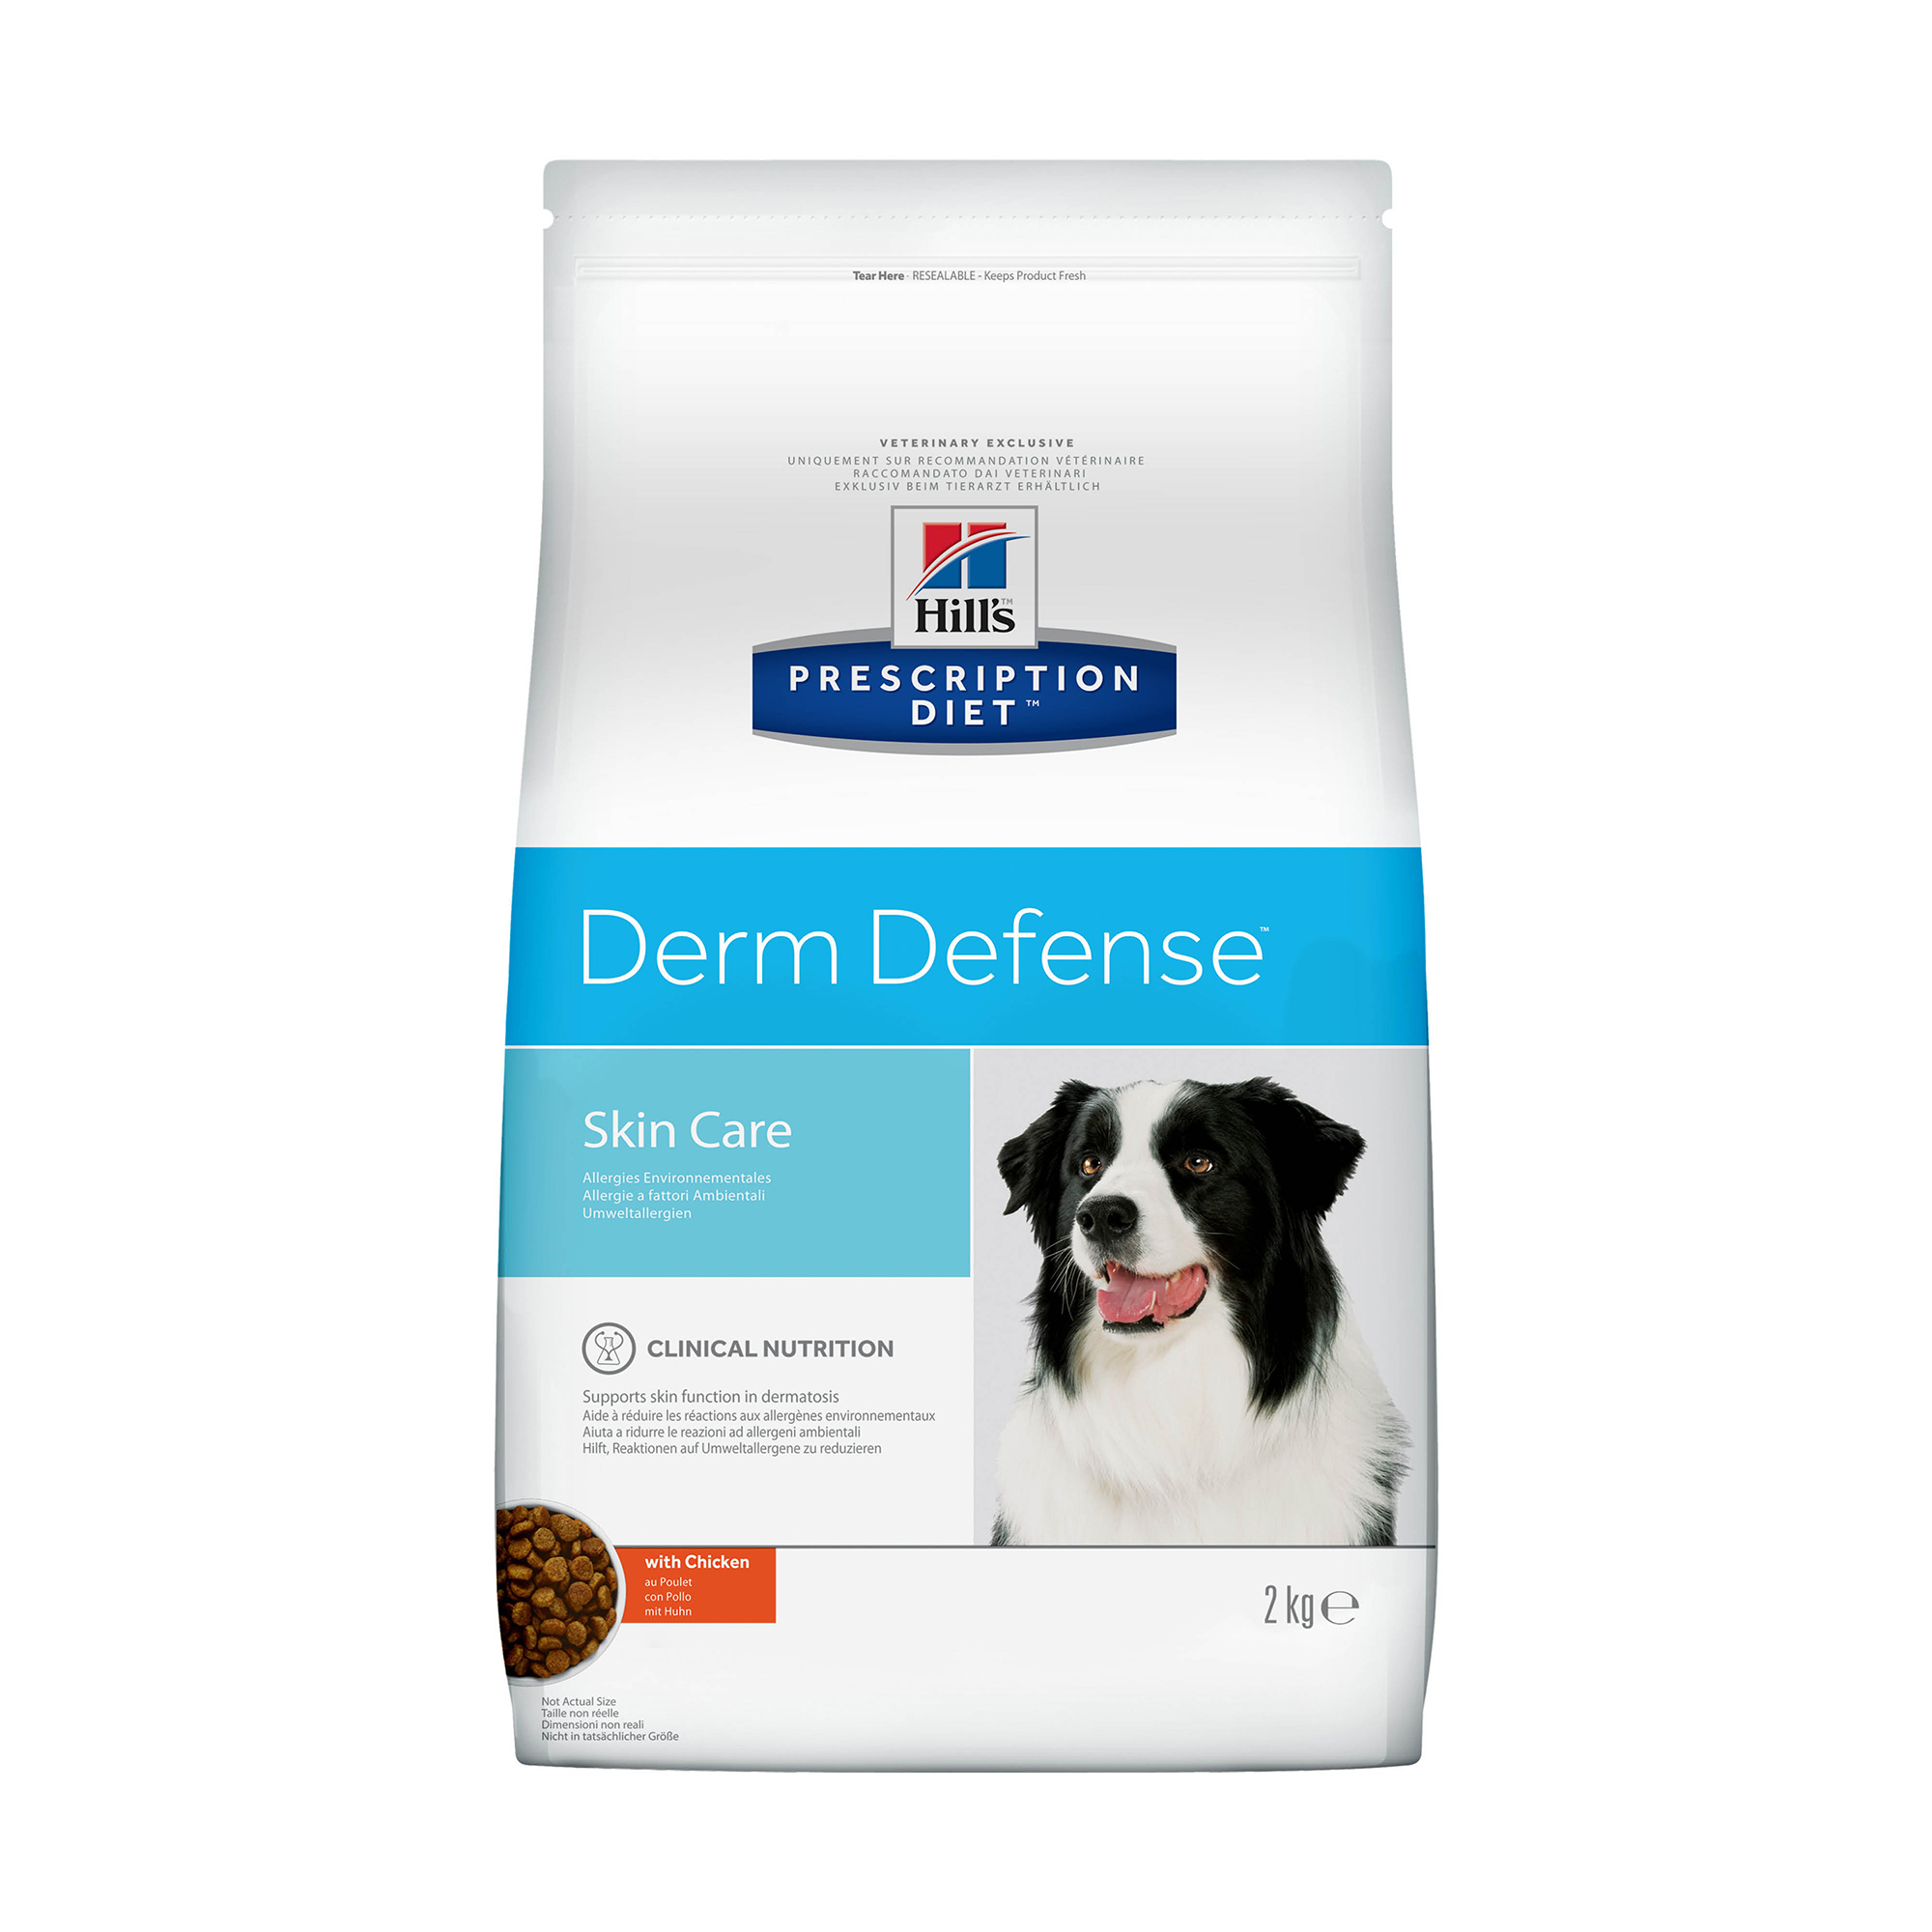 Tear Here · RESEALABLE - Keeps Product Fresh
VETERINARY EXCLUSIVE
UNIQUEMENT SUR RECOMMANDATION VÉTÉRINAIRE
RACCOMANDATO DAI VETERINARI
EXKLUSIV BEIM TIERARZT ERHÄLTLICH
Hill's™
PRESCRIPTION
DIET™
Derm Defense™
Skin Care
Allergies Environnementales
Allergie a fattori Ambientali
Umweltallergien
CLINICAL NUTRITION
Supports skin function in dermatosis
Aide à réduire les réactions aux allergènes environnementaux
Aiuta a ridurre le reazioni ad allergeni ambientali
Hilft, Reaktionen auf Umweltallergene zu reduzieren
with Chicken
au Poulet
con Pollo
mit Huhn
2 kg ℮
Not Actual Size
Taille non réelle
Dimensioni non reali
Nicht in tatsächlicher Größe